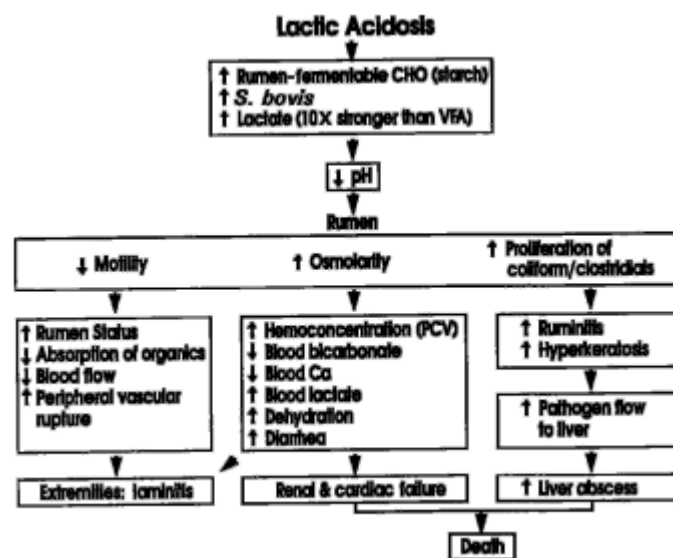 Lactic Acidosis
↑ Rumen-fermentable CHO (starch)
↑ S. bovis
↑ Lactate (10X stronger than VFA)
↓ pH
Rumen
↓ Motility
↑ Osmolarity
↑ Proliferation of
coliform/clostridials
↑ Rumen Status
↓ Absorption of organics
↓ Blood flow
↑ Peripheral vascular
rupture
↑ Hemoconcentration (PCV)
↓ Blood bicarbonate
↓ Blood Ca
↑ Blood lactate
↑ Dehydration
↑ Diarrhea
↑ Ruminitis
↑ Hyperkeratosis
↑ Pathogen flow
to liver
Extremities: laminitis
Renal & cardiac failure
↑ Liver abscess
Death